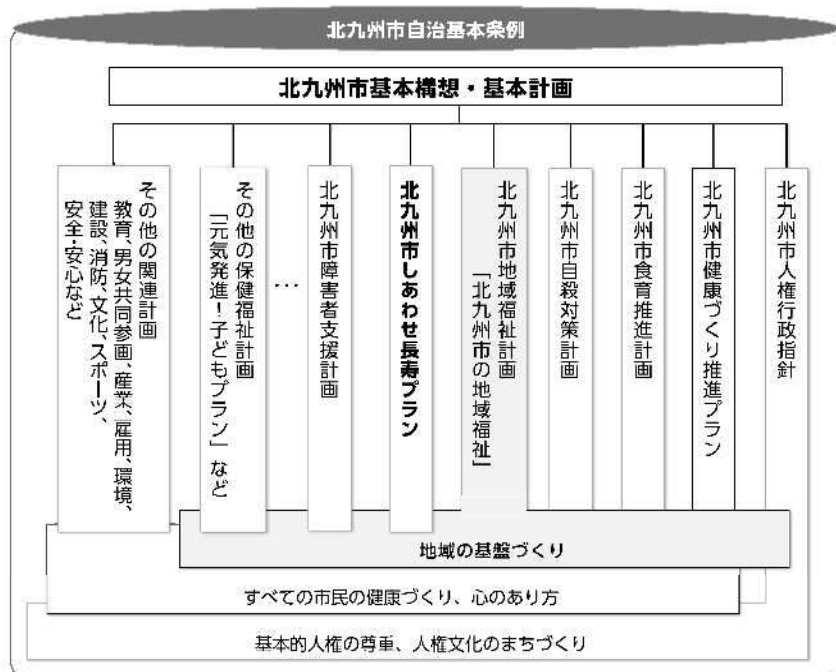 北九州市自治基本条例
北九州市基本構想・基本計画
北九州市人権行政指針
北九州市健康づくり推進プラン
北九州市食育推進計画
北九州市自殺対策計画
北九州市地域福祉計画
「北九州市の地域福祉」
北九州市しあわせ長寿プラン
北九州市障害者支援計画
…
その他の保健福祉計画
「元気発進!子どもプラン」など
その他の関連計画
教育、男女共同参画、産業、雇用、環境、
建設、消防、文化、スポーツ、
安全・安心など
地域の基盤づくり
すべての市民の健康づくり、心のあり方
基本的人権の尊重、人権文化のまちづくり